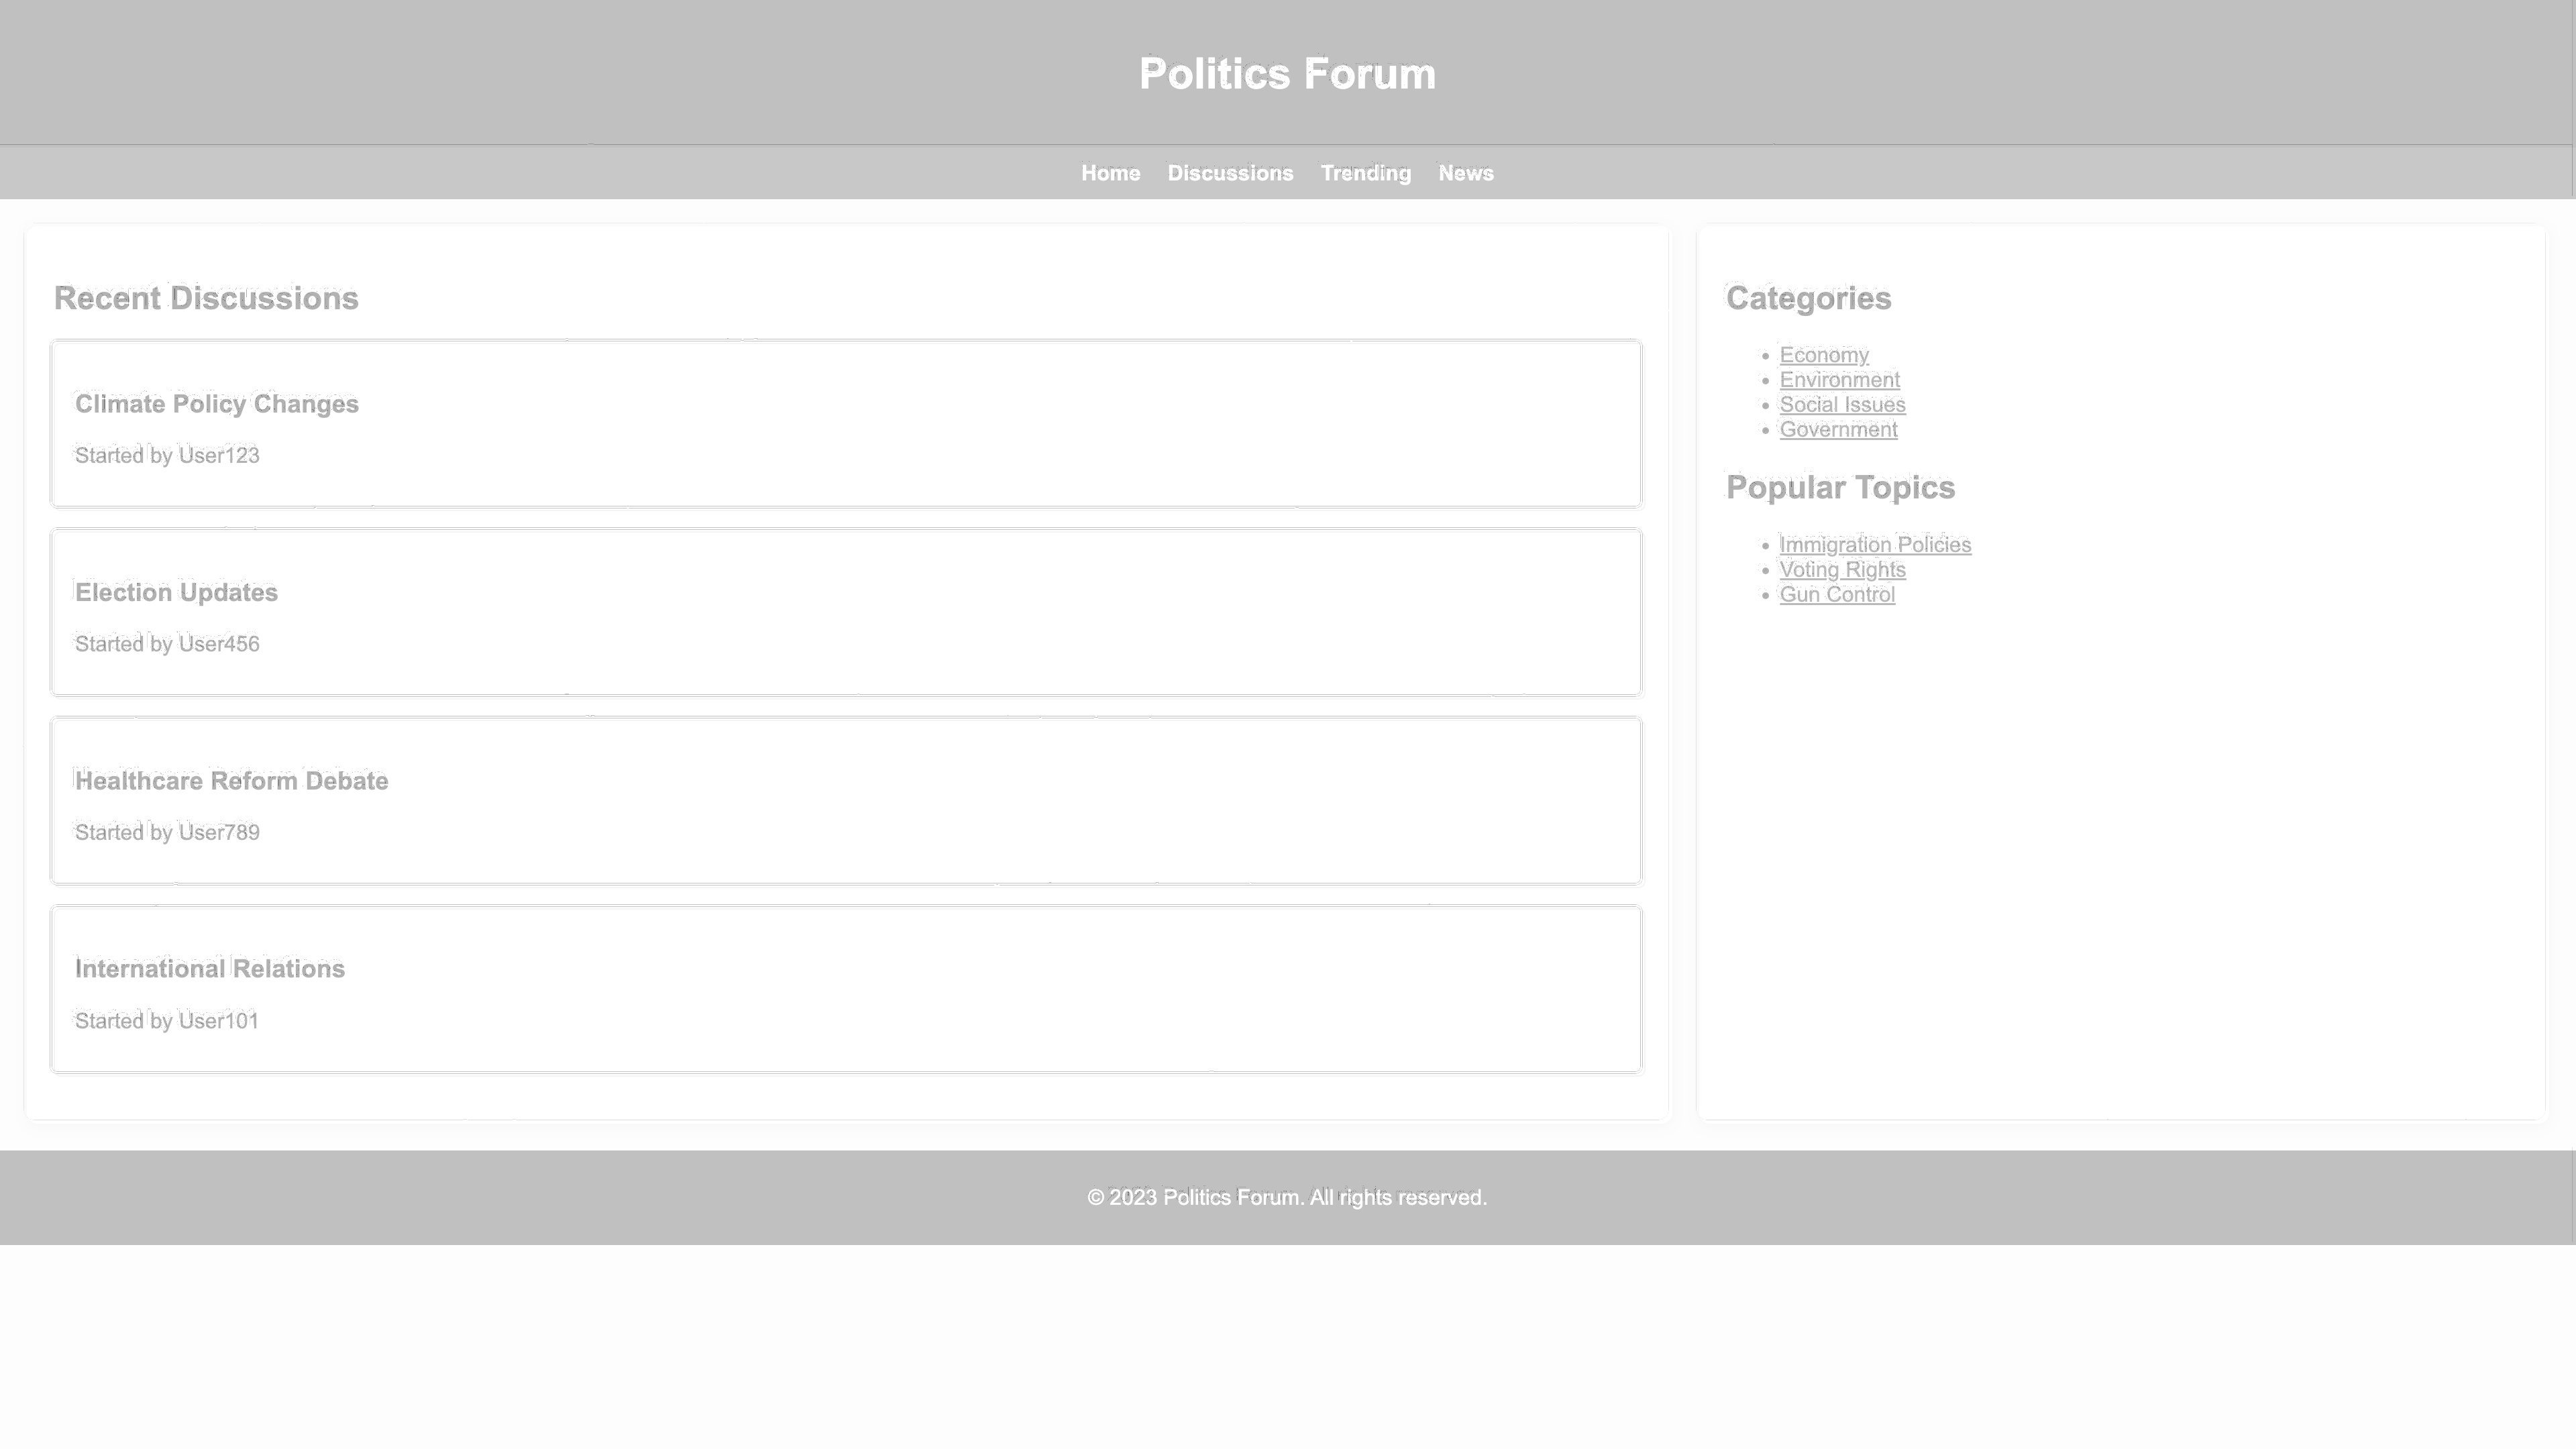 Politics Forum
Home Discussions Trending News
Recent Discussions
Climate Policy Changes
Started by User123
Election Updates
Started by User456
Healthcare Reform Debate
Started by User789
International Relations
Started by User101
Categories
Economy
Environment
Social Issues
Government
Popular Topics
Immigration Policies
Voting Rights
Gun Control
© 2023 Politics Forum. All rights reserved.